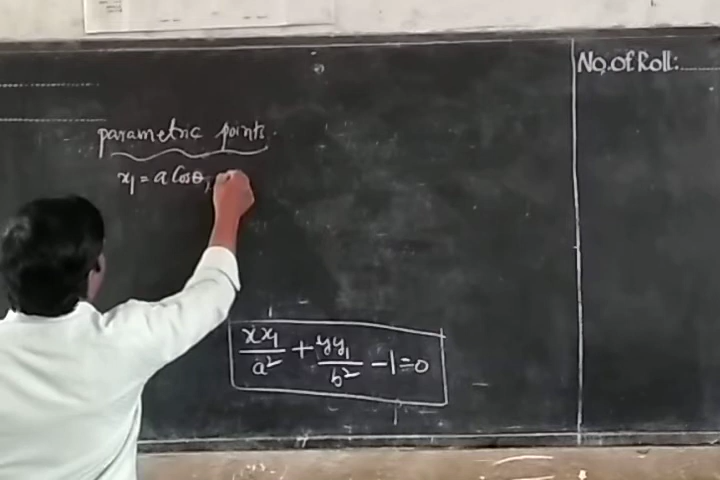 No. of Roll:......
parametric points.
x₁ = a Cosθ,
xx₁/a² + yy₁/b² - 1 = 0